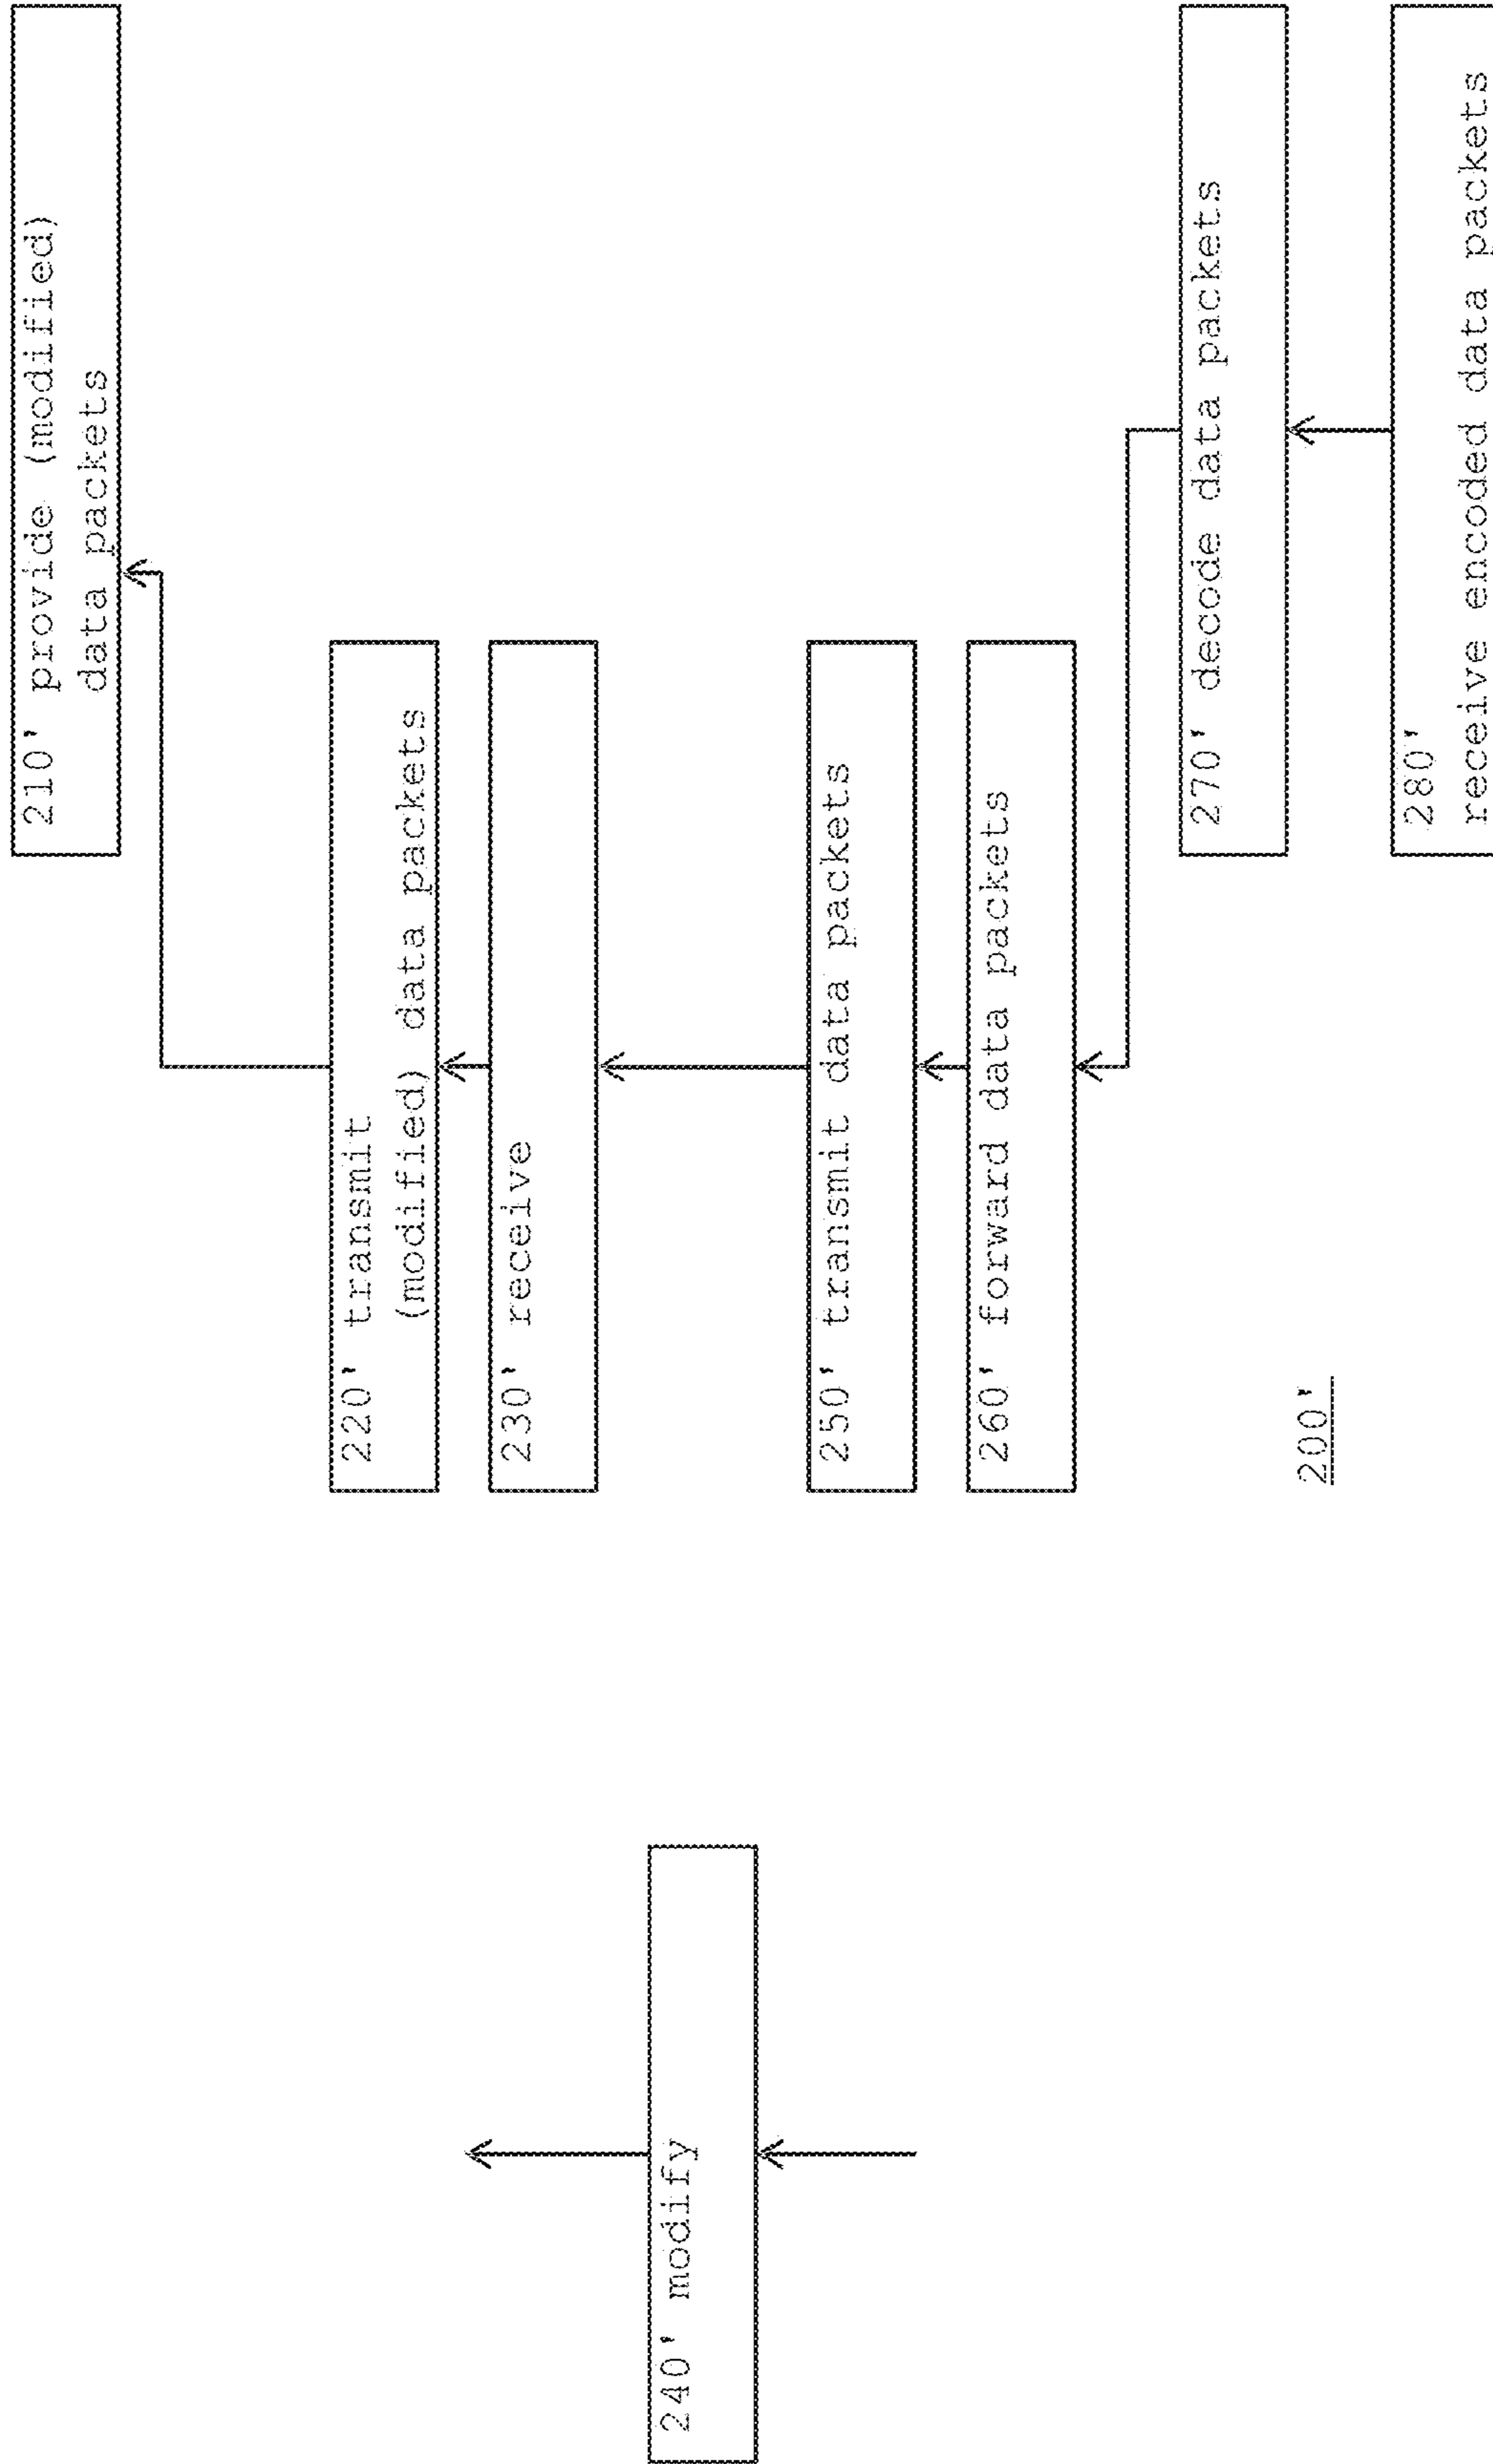 210' provide (modified)
data packets
220' transmit
(modified) data packets
230' receive
240' modify
250' transmit data packets
260' forward data packets
270' decode data packets
200'
280'
receive encoded data packets